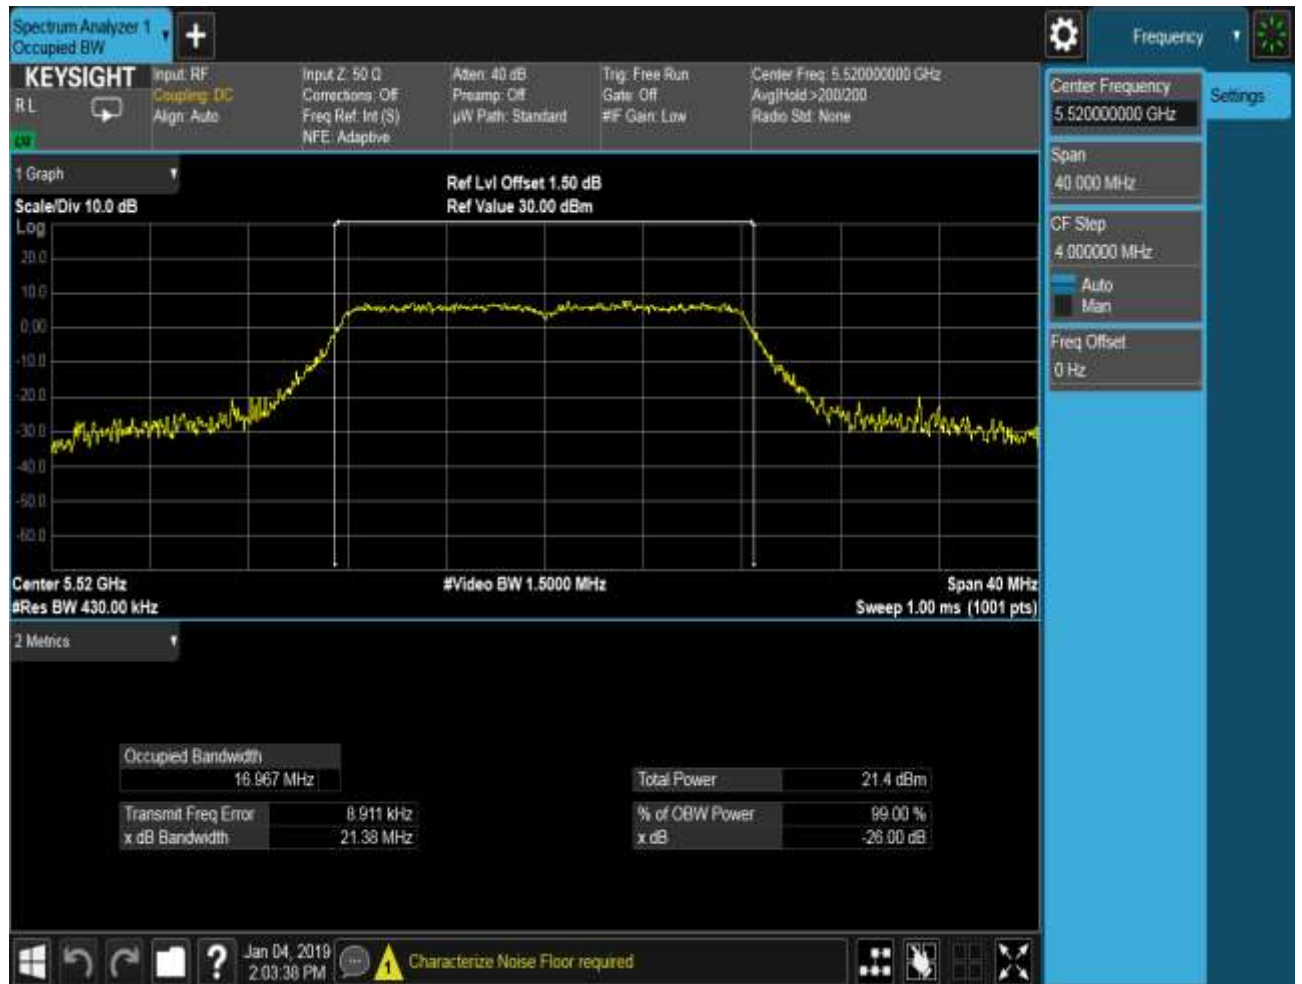 Spectrum Analyzer 1
Occupied BW
Frequency
KEYSIGHT
R L
Input: RF
Coupling: DC
Align: Auto
Input Z: 50 Ω
Corrections: Off
Freq Ref: Int (S)
NFE: Adaptive
Atten: 40 dB
Preamp: Off
µW Path: Standard
Trig: Free Run
Gate: Off
#IF Gain: Low
Center Freq: 5.520000000 GHz
Avg|Hold:>200/200
Radio Std: None
Center Frequency
5.520000000 GHz
Settings
Span
40.000 MHz
CF Step
4.000000 MHz
Auto
Man
Freq Offset
0 Hz
1 Graph
Scale/Div 10.0 dB
Ref Lvl Offset 1.50 dB
Ref Value 30.00 dBm
Log
20.0
10.0
0.00
-10.0
-20.0
-30.0
-40.0
-50.0
-60.0
Center 5.52 GHz
#Video BW 1.5000 MHz
Span 40 MHz
#Res BW 430.00 kHz
Sweep 1.00 ms (1001 pts)
2 Metrics
Occupied Bandwidth
16.967 MHz
Total Power 21.4 dBm
Transmit Freq Error 8.911 kHz
% of OBW Power 99.00 %
x dB Bandwidth 21.38 MHz
x dB -26.00 dB
?
Jan 04, 2019
2:03:38 PM
1
Characterize Noise Floor required